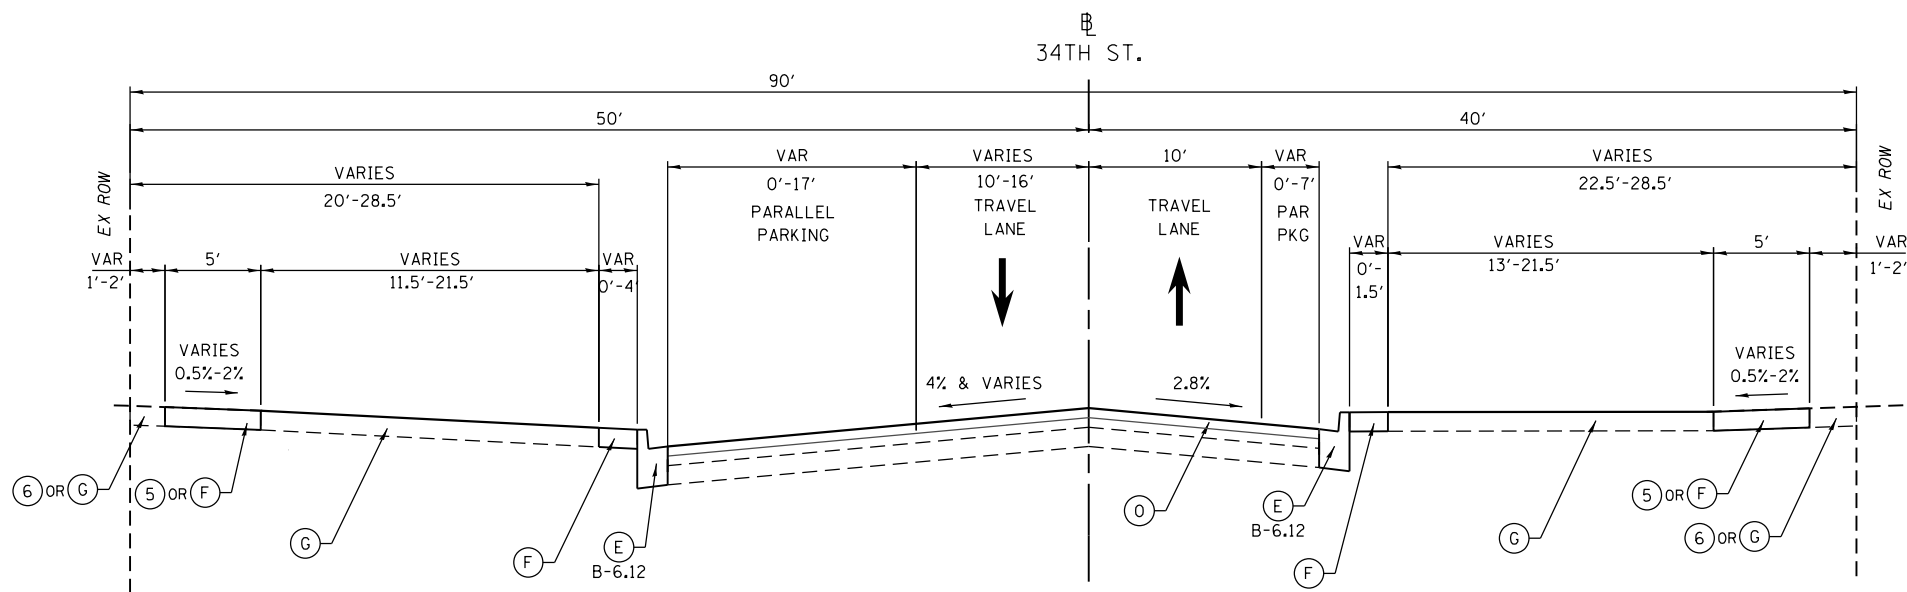 B
L
34TH ST.
90'
50'
40'
VARIES
20'-28.5'
VAR
0'-17'
PARALLEL
PARKING
VARIES
10'-16'
TRAVEL
LANE
10'
TRAVEL
LANE
VAR
0'-7'
PAR
PKG
VARIES
22.5'-28.5'
EX ROW
EX ROW
VAR
1'-2'
5'
VARIES
11.5'-21.5'
VAR
0'-4'
VAR
0'-
1.5'
VARIES
13'-21.5'
5'
VAR
1'-2'
VARIES
0.5%-2%
4% & VARIES
2.8%
VARIES
0.5%-2%
6 OR G
5 OR F
G
F
E
B-6.12
O
E
B-6.12
F
G
5 OR F
6 OR G